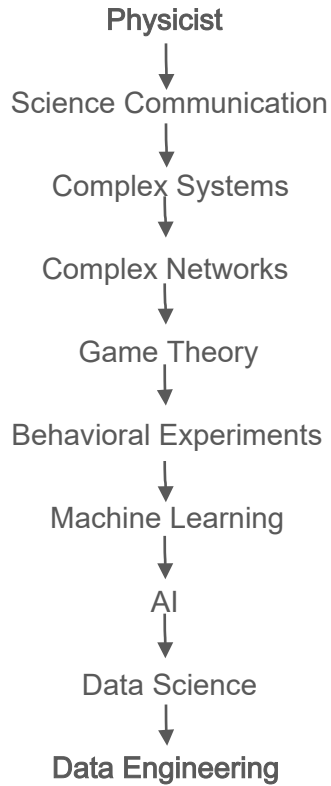 Physicist
Science Communication
Complex Systems
Complex Networks
Game Theory
Behavioral Experiments
Machine Learning
AI
Data Science
Data Engineering